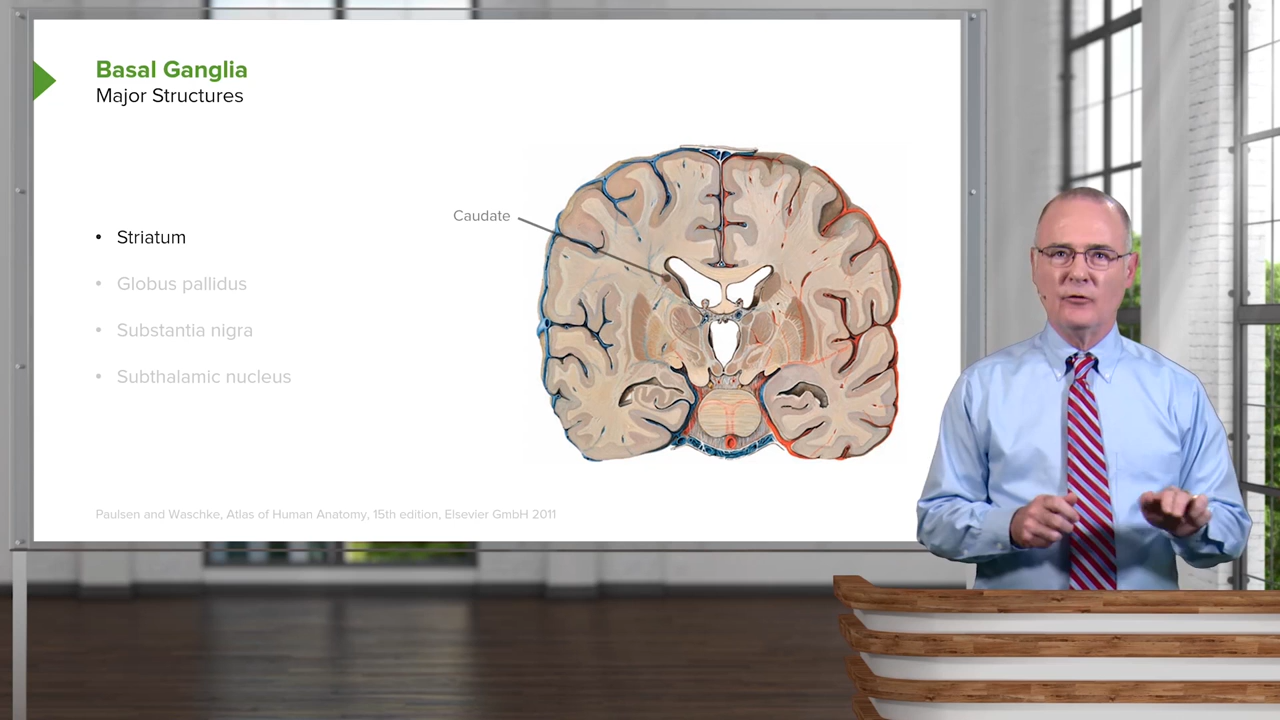 Basal Ganglia
Major Structures
Caudate
• Striatum
• Globus pallidus
• Substantia nigra
• Subthalamic nucleus
Paulsen and Waschke, Atlas of Human Anatomy, 15th edition, Elsevier GmbH 2011